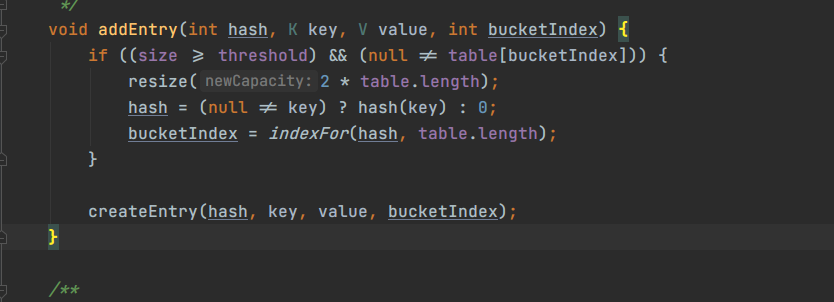 */
void addEntry(int hash, K key, V value, int bucketIndex) {
if ((size >= threshold) && (null != table[bucketIndex])) {
resize( newCapacity: 2 * table.length);
hash = (null != key) ? hash(key) : 0;
bucketIndex = indexFor(hash, table.length);
}
createEntry(hash, key, value, bucketIndex);
}
/**